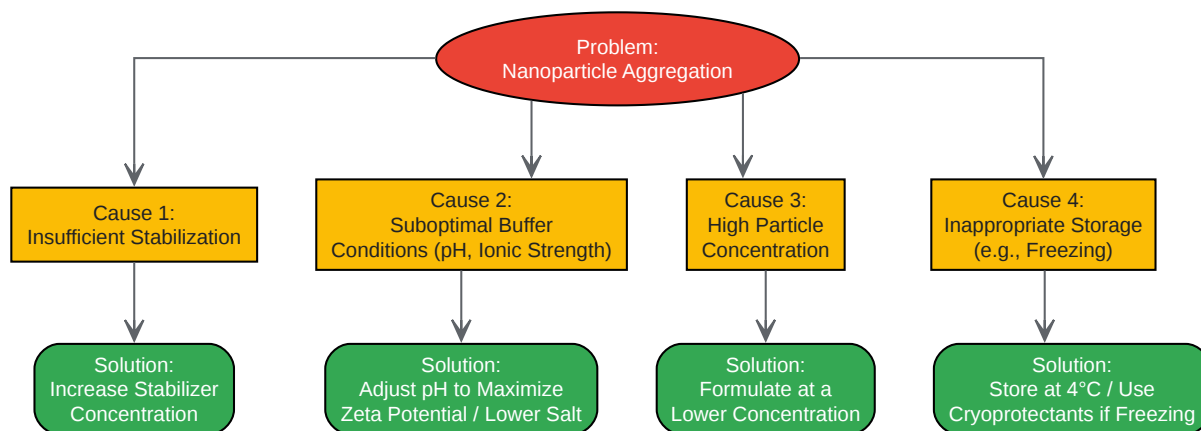 Problem:
Nanoparticle Aggregation
Cause 1:
Insufficient Stabilization
Cause 2:
Suboptimal Buffer
Conditions (pH, Ionic Strength)
Cause 3:
High Particle
Concentration
Cause 4:
Inappropriate Storage
(e.g., Freezing)
Solution:
Increase Stabilizer
Concentration
Solution:
Adjust pH to Maximize
Zeta Potential / Lower Salt
Solution:
Formulate at a
Lower Concentration
Solution:
Store at 4°C / Use
Cryoprotectants if Freezing